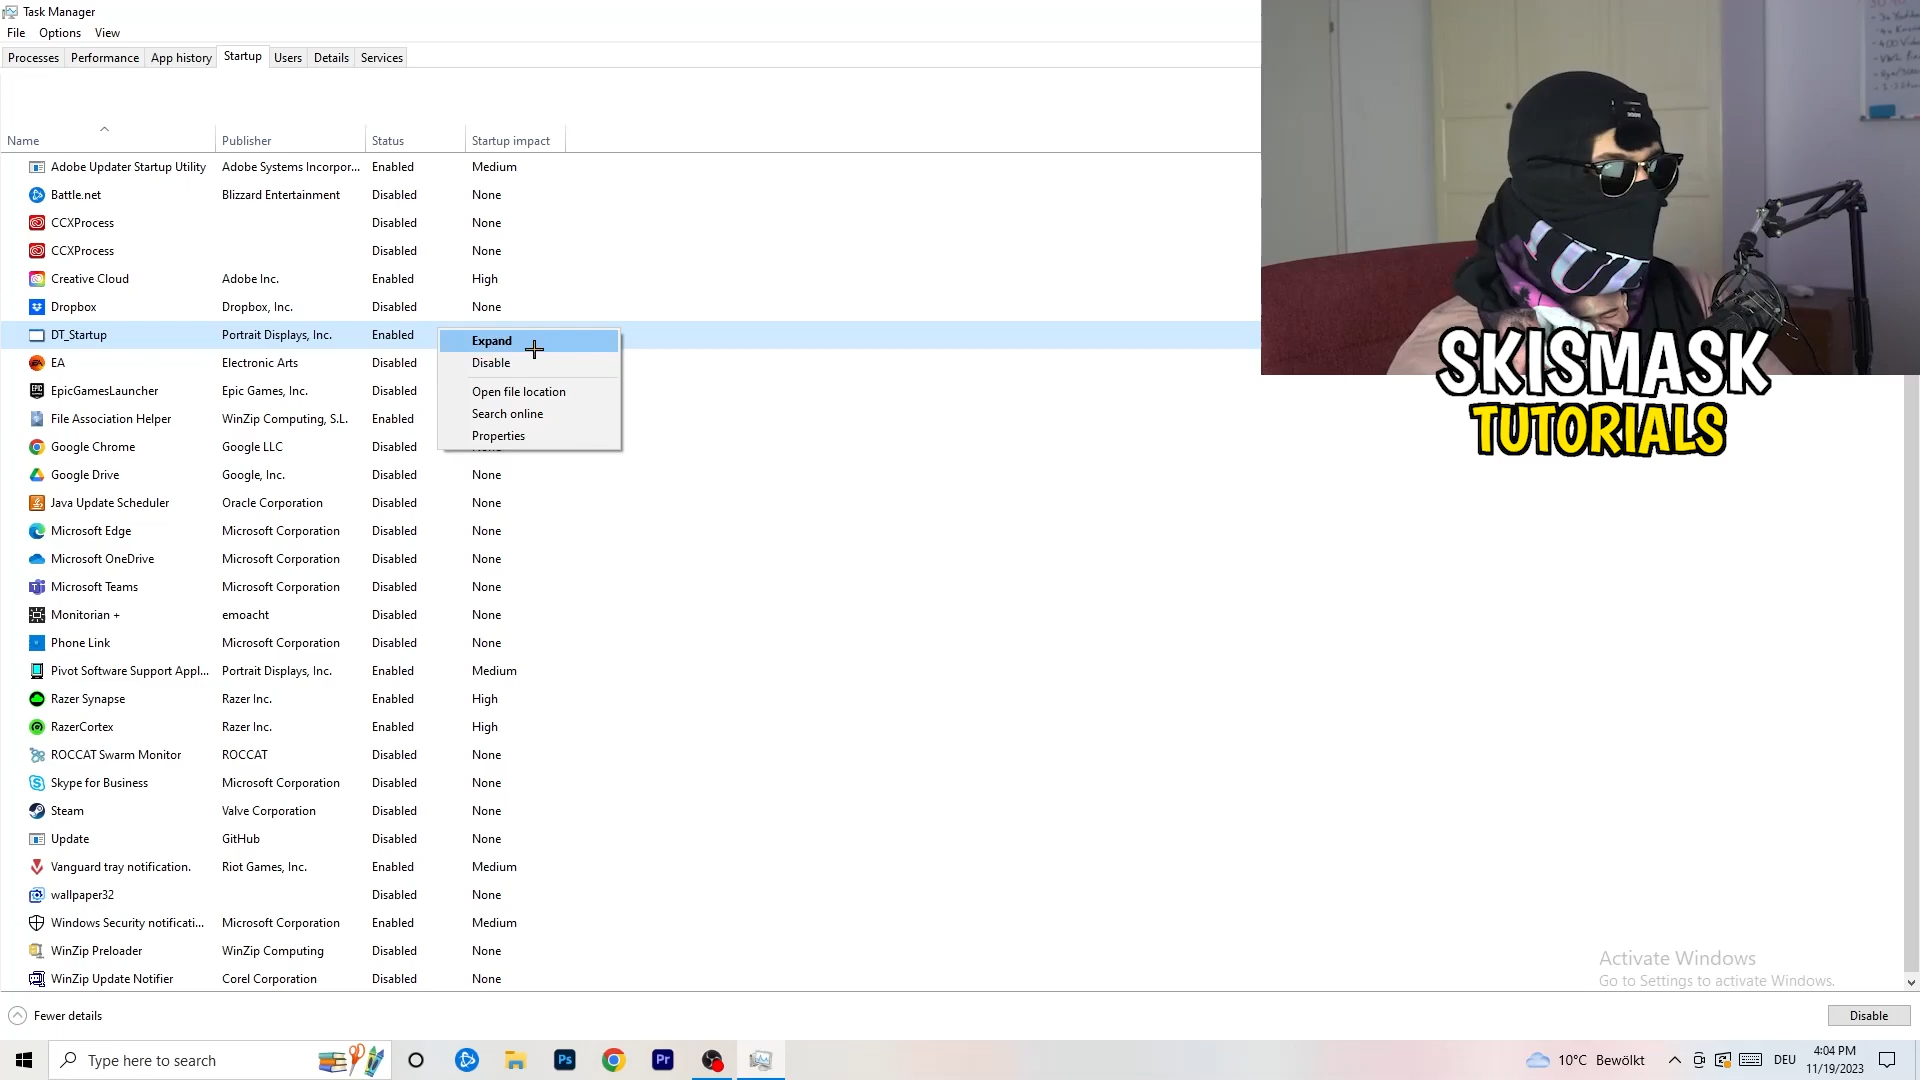 Task Manager
File Options View
Processes Performance App history Startup Users Details Services
Name Publisher Status Startup impact
Adobe Updater Startup Utility Adobe Systems Incorpor... Enabled Medium
Battle.net Blizzard Entertainment Disabled None
CCXProcess Disabled None
CCXProcess Disabled None
Creative Cloud Adobe Inc. Enabled High
Dropbox Dropbox, Inc. Disabled None
DT_Startup Portrait Displays, Inc. Enabled
EA Electronic Arts Disabled
EpicGamesLauncher Epic Games, Inc. Disabled
File Association Helper WinZip Computing, S.L. Enabled
Google Chrome Google LLC Disabled
Google Drive Google, Inc. Disabled None
Java Update Scheduler Oracle Corporation Disabled None
Microsoft Edge Microsoft Corporation Disabled None
Microsoft OneDrive Microsoft Corporation Disabled None
Microsoft Teams Microsoft Corporation Disabled None
Monitorian + emoacht Disabled None
Phone Link Microsoft Corporation Disabled None
Pivot Software Support Appl... Portrait Displays, Inc. Enabled Medium
Razer Synapse Razer Inc. Enabled High
RazerCortex Razer Inc. Enabled High
ROCCAT Swarm Monitor ROCCAT Disabled None
Skype for Business Microsoft Corporation Disabled None
Steam Valve Corporation Disabled None
Update GitHub Disabled None
Vanguard tray notification. Riot Games, Inc. Enabled Medium
wallpaper32 Disabled None
Windows Security notificati... Microsoft Corporation Enabled Medium
WinZip Preloader WinZip Computing Disabled None
WinZip Update Notifier Corel Corporation Disabled None
Expand
Disable
Open file location
Search online
Properties
SKISMASK
TUTORIALS
Activate Windows
Go to Settings to activate Windows.
Fewer details
Disable
Type here to search
Ps
Pr
10°C Bewölkt
DEU
4:04 PM
11/19/2023